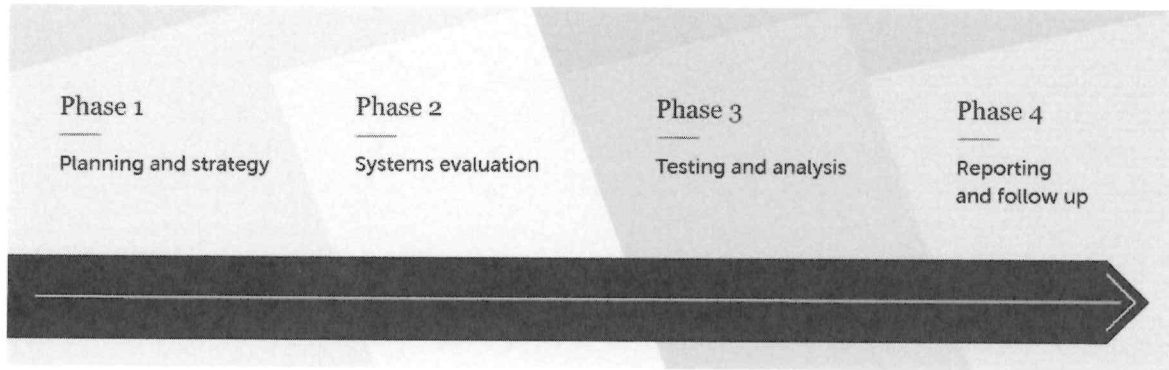 Phase 1
Planning and strategy
Phase 2
Systems evaluation
Phase 3
Testing and analysis
Phase 4
Reporting
and follow up